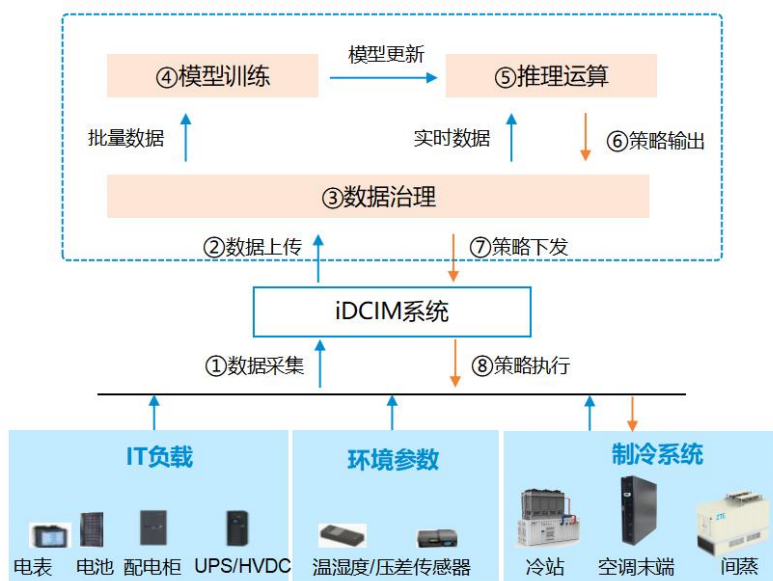 模型更新
④模型训练
⑤推理运算
批量数据
实时数据
⑥策略输出
③数据治理
②数据上传
⑦策略下发
iDCIM系统
①数据采集
⑧策略执行
IT负载
环境参数
制冷系统
ZTE
电表
电池
配电柜
UPS/HVDC
温湿度/压差传感器
冷站
空调末端
间蒸